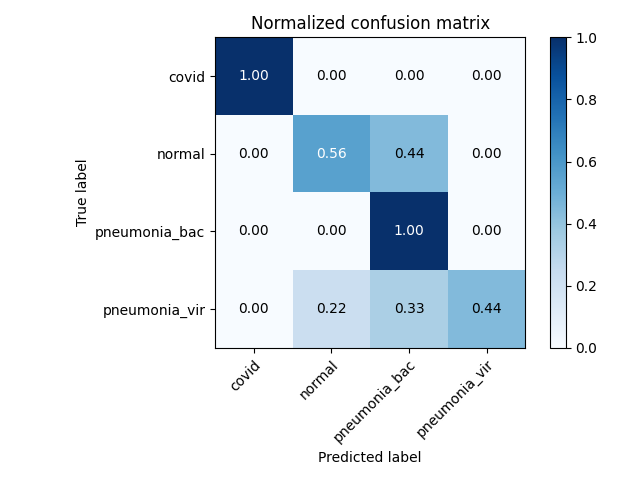 Normalized confusion matrix
True label
covid 1.00 0.00 0.00 0.00
normal 0.00 0.56 0.44 0.00
pneumonia_bac 0.00 0.00 1.00 0.00
pneumonia_vir 0.00 0.22 0.33 0.44
covid normal pneumonia_bac pneumonia_vir
Predicted label
1.0
0.8
0.6
0.4
0.2
0.0